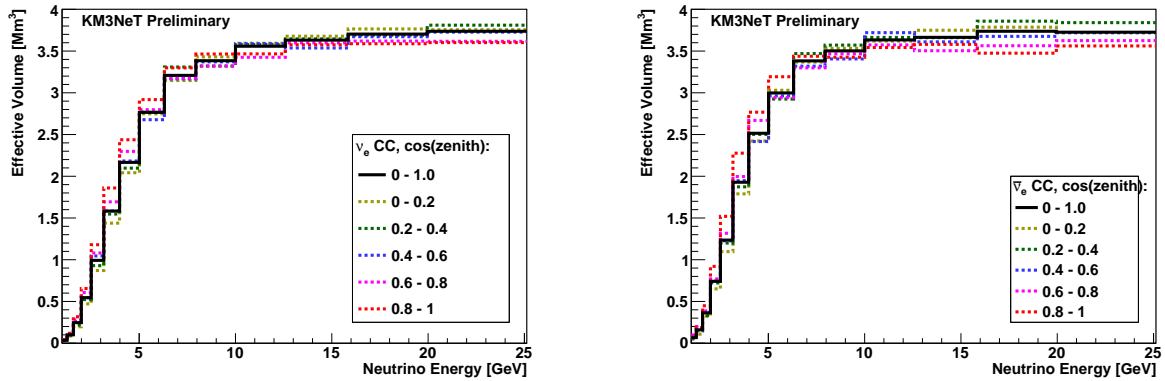 KM3NeT Preliminary
Effective Volume [Mm³]
4
3.5
3
2.5
2
1.5
1
0.5
0
ν_e CC, cos(zenith):
0 - 1.0
0 - 0.2
0.2 - 0.4
0.4 - 0.6
0.6 - 0.8
0.8 - 1
5 10 15 20 25
Neutrino Energy [GeV]
KM3NeT Preliminary
Effective Volume [Mm³]
4
3.5
3
2.5
2
1.5
1
0.5
0
ν̄_e CC, cos(zenith):
0 - 1.0
0 - 0.2
0.2 - 0.4
0.4 - 0.6
0.6 - 0.8
0.8 - 1
5 10 15 20 25
Neutrino Energy [GeV]